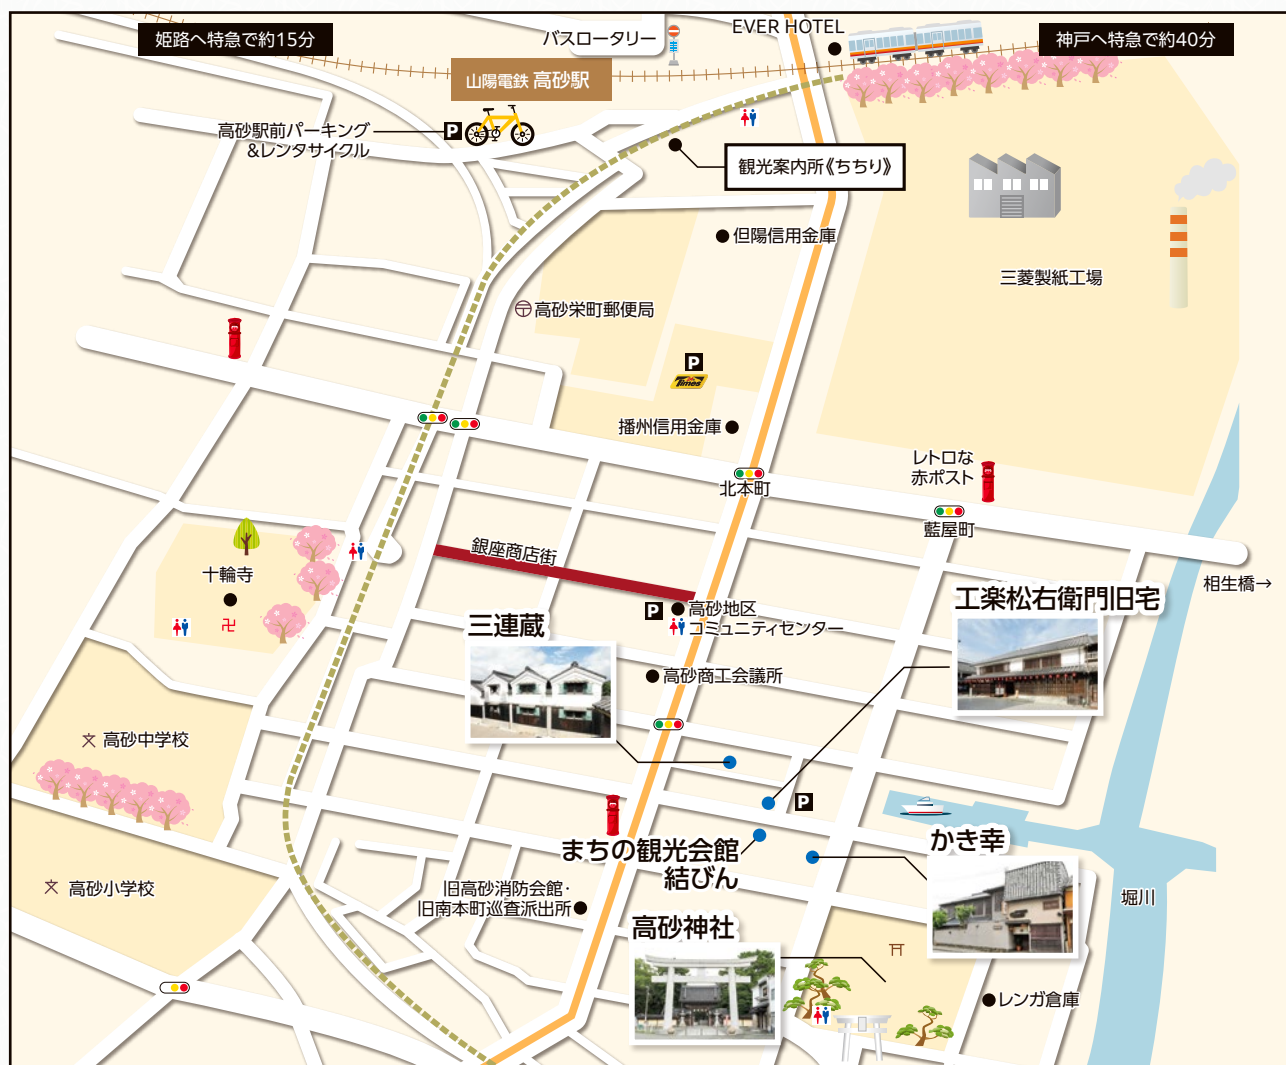 姫路へ特急で約15分
バスロータリー
EVER HOTEL
神戸へ特急で約40分
山陽電鉄 高砂駅
高砂駅前パーキング
&レンタサイクル
P
観光案内所《ちちり》
但陽信用金庫
三菱製紙工場
高砂栄町郵便局
P
Times
播州信用金庫
北本町
レトロな
赤ポスト
藍屋町
相生橋→
銀座商店街
十輪寺
卍
P
高砂地区
コミュニティセンター
工楽松右衛門旧宅
三連蔵
高砂商工会議所
文 高砂中学校
P
まちの観光会館
結びん
かき幸
文 高砂小学校
旧高砂消防会館・
旧南本町巡査派出所
堀川
高砂神社
レンガ倉庫